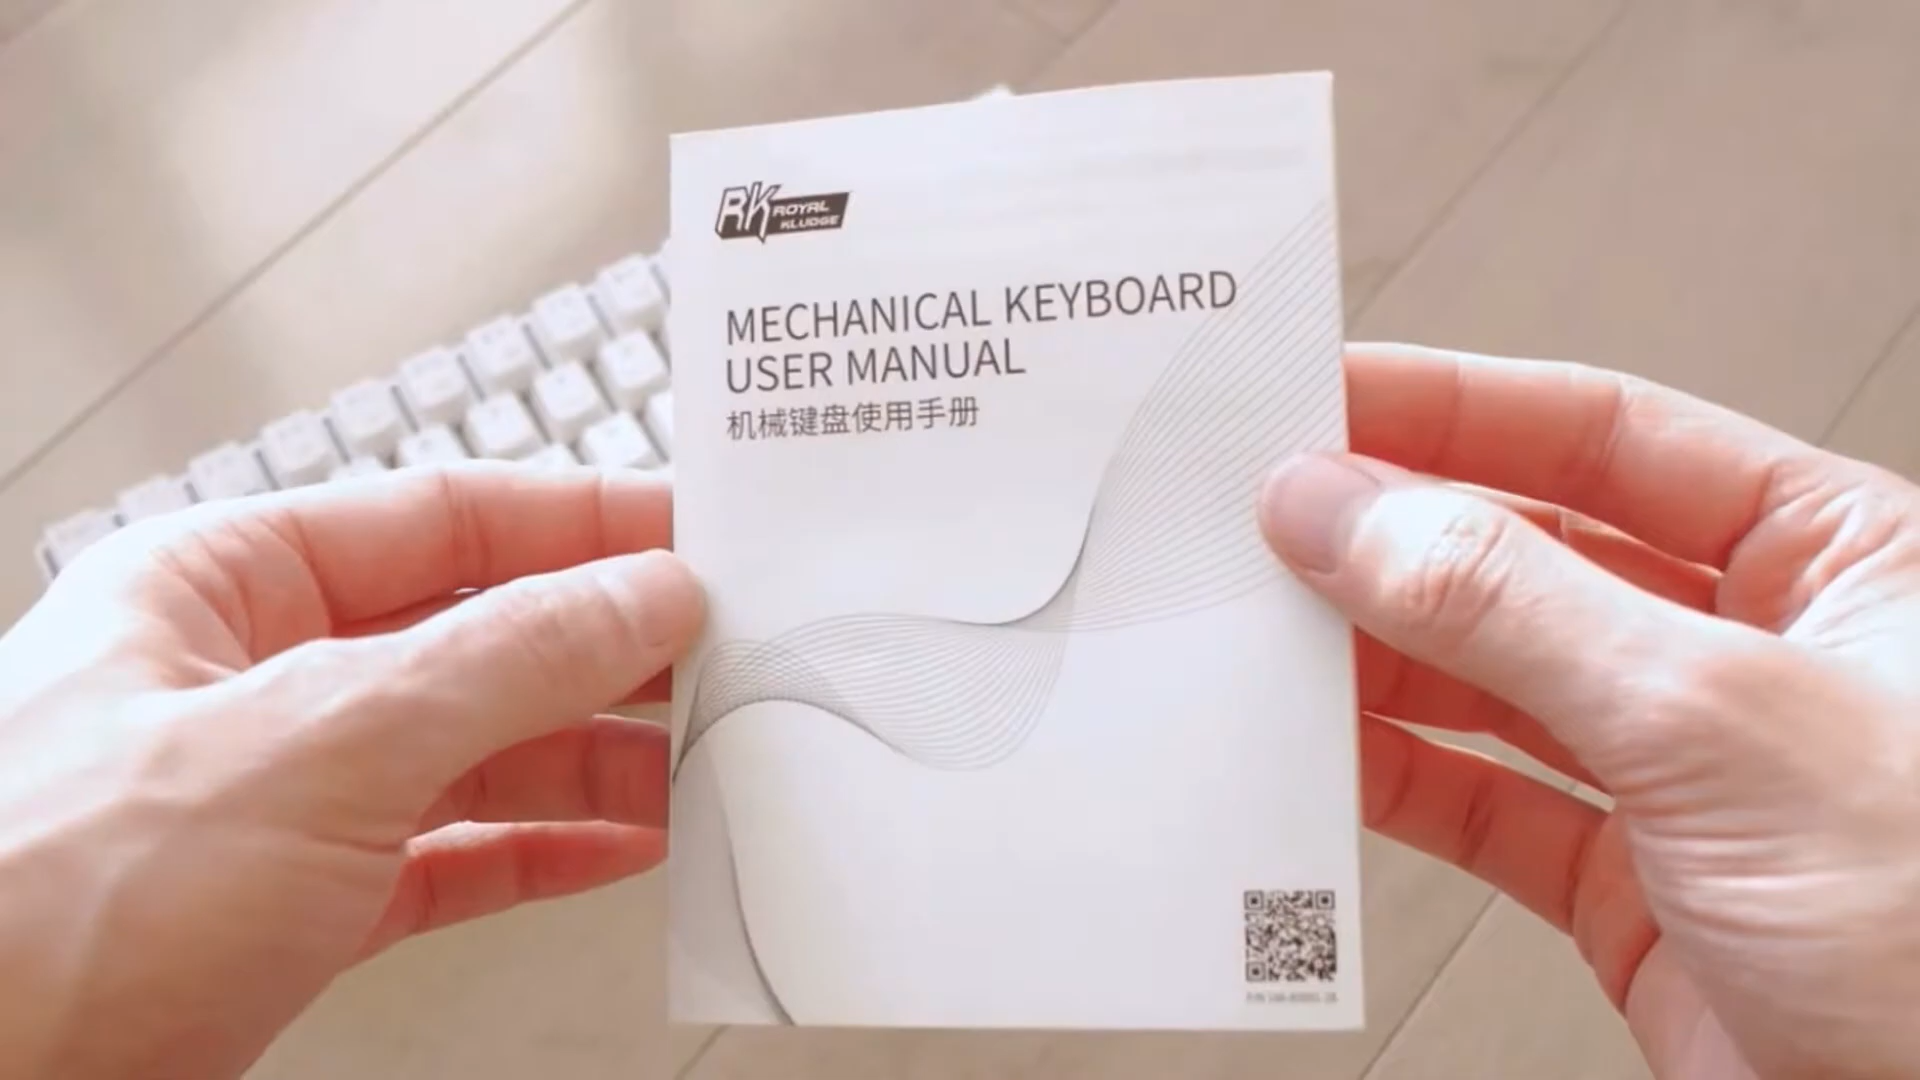 RK ROYAL
KLUDGE
MECHANICAL KEYBOARD
USER MANUAL
机械键盘使用手册